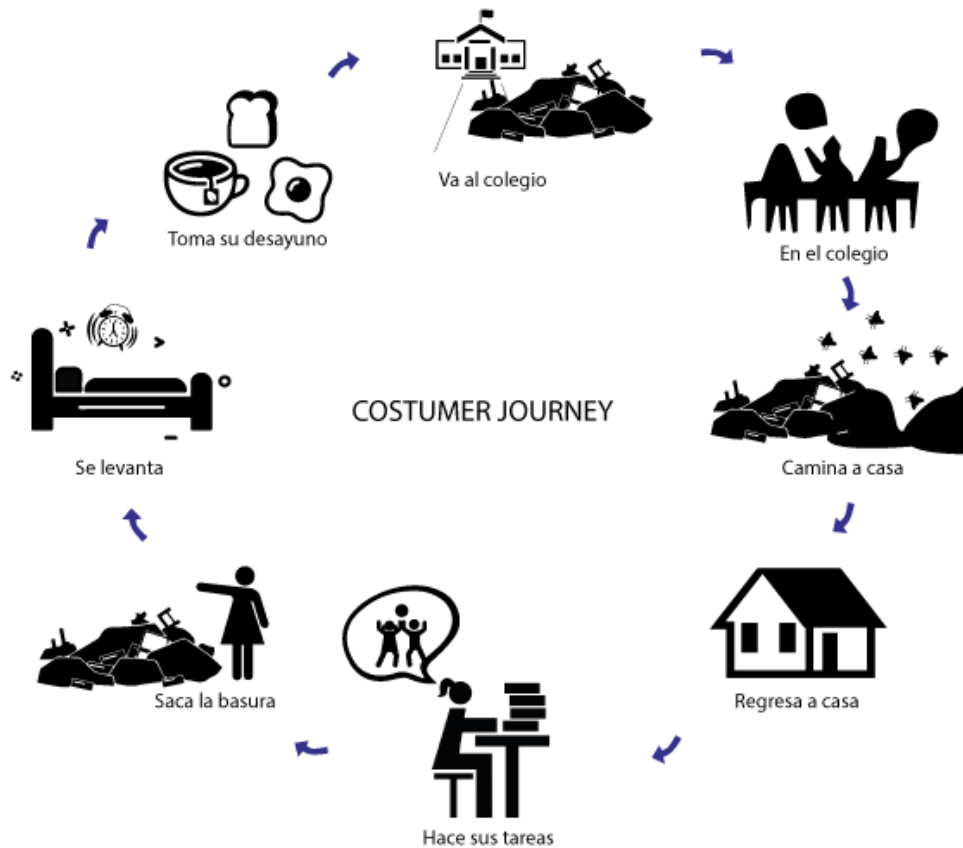 Va al colegio
Toma su desayuno
En el colegio
COSTUMER JOURNEY
Se levanta
Camina a casa
Saca la basura
Regresa a casa
Hace sus tareas